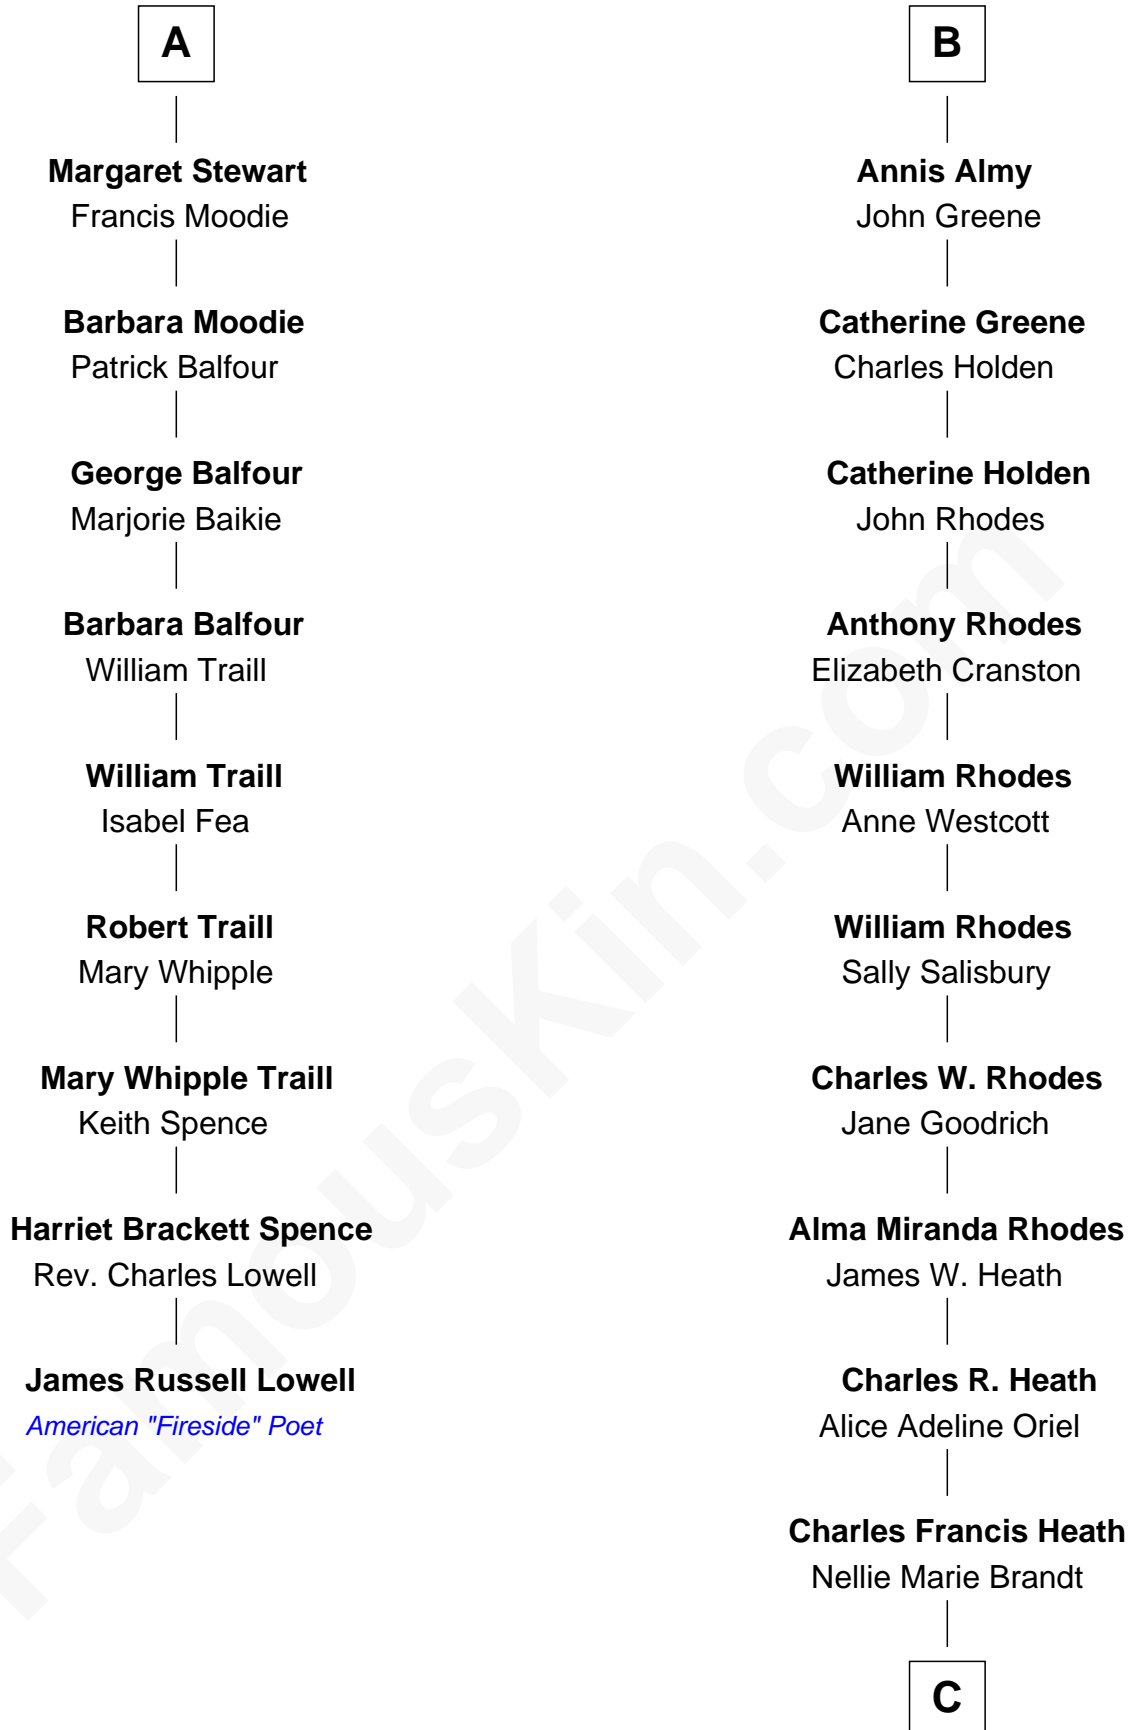 A
Margaret Stewart
Francis Moodie
Barbara Moodie
Patrick Balfour
George Balfour
Marjorie Baikie
Barbara Balfour
William Traill
William Traill
Isabel Fea
Robert Traill
Mary Whipple
Mary Whipple Traill
Keith Spence
Harriet Brackett Spence
Rev. Charles Lowell
James Russell Lowell
American "Fireside" Poet
B
Annis Almy
John Greene
Catherine Greene
Charles Holden
Catherine Holden
John Rhodes
Anthony Rhodes
Elizabeth Cranston
William Rhodes
Anne Westcott
William Rhodes
Sally Salisbury
Charles W. Rhodes
Jane Goodrich
Alma Miranda Rhodes
James W. Heath
Charles R. Heath
Alice Adeline Oriel
Charles Francis Heath
Nellie Marie Brandt
C
FamousKin.com